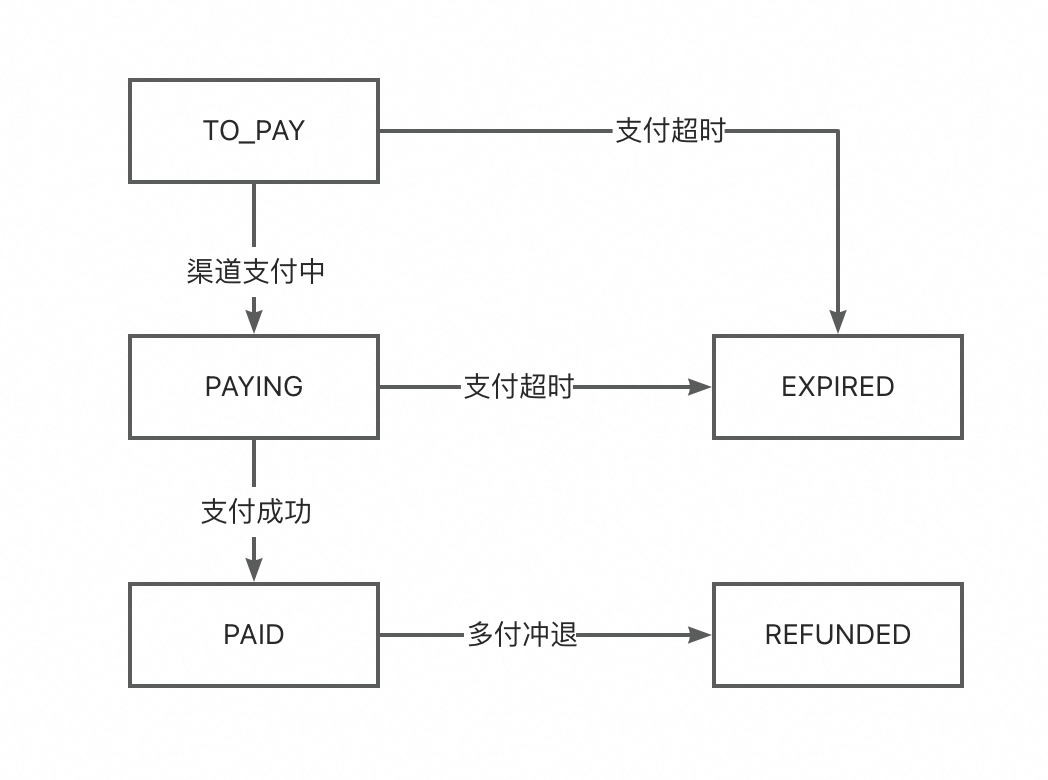 TO_PAY
支付超时
渠道支付中
PAYING
支付超时
EXPIRED
支付成功
PAID
多付冲退
REFUNDED